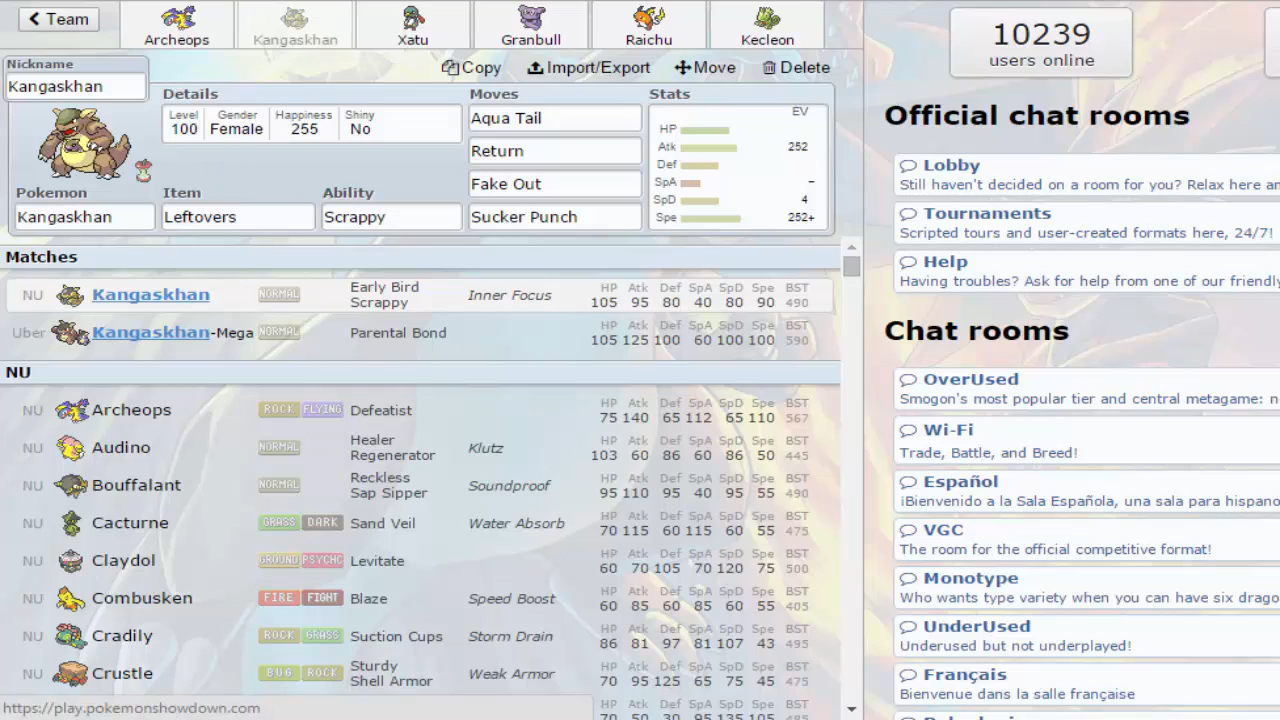 Team
Archeops
Kangaskhan
Xatu
Granbull
Raichu
Kecleon
Copy Import/Export Move Delete
Nickname
Kangaskhan
Details
Level Gender Happiness Shiny
100 Female 255 No
Pokemon Item Ability
Kangaskhan Leftovers Scrappy
Moves
Aqua Tail
Return
Fake Out
Sucker Punch
Stats
EV
HP
Atk 252
Def
SpA –
SpD 4
Spe 252+
Matches
NU Kangaskhan NORMAL Early Bird Scrappy Inner Focus HP 105 Atk 95 Def 80 SpA 40 SpD 80 Spe 90 BST 490
Uber Kangaskhan-Mega NORMAL Parental Bond HP 105 Atk 125 Def 100 SpA 60 SpD 100 Spe 100 BST 590
NU
NU Archeops ROCK FLYING Defeatist HP 75 Atk 140 Def 65 SpA 112 SpD 65 Spe 110 BST 567
NU Audino NORMAL Healer Regenerator Klutz HP 103 Atk 60 Def 86 SpA 60 SpD 86 Spe 50 BST 445
NU Bouffalant NORMAL Reckless Sap Sipper Soundproof HP 95 Atk 110 Def 95 SpA 40 SpD 95 Spe 55 BST 490
NU Cacturne GRASS DARK Sand Veil Water Absorb HP 70 Atk 115 Def 60 SpA 115 SpD 60 Spe 55 BST 475
NU Claydol GROUND PSYCHC Levitate HP 60 Atk 70 Def 105 SpA 70 SpD 120 Spe 75 BST 500
NU Combusken FIRE FIGHT Blaze Speed Boost HP 60 Atk 85 Def 60 SpA 85 SpD 60 Spe 55 BST 405
NU Cradily ROCK GRASS Suction Cups Storm Drain HP 86 Atk 81 Def 97 SpA 81 SpD 107 Spe 43 BST 495
NU Crustle BUG ROCK Sturdy Shell Armor Weak Armor HP 70 Atk 95 Def 125 SpA 65 SpD 75 Spe 45 BST 475
https://play.pokemonshowdown.com
10239
users online
Official chat rooms
Lobby
Still haven't decided on a room for you? Relax here
Tournaments
Scripted tours and user-created formats here, 24/7!
Help
Having troubles? Ask for help from one of our friendly
Chat rooms
OverUsed
Smogon's most popular tier and central metagame:
Wi-Fi
Trade, Battle, and Breed!
Español
¡Bienvenido a la Sala Española, una sala para
VGC
The room for the official competitive format!
Monotype
Who wants type variety when you can have six
UnderUsed
Underused but not underplayed!
Français
Bienvenue dans la salle française